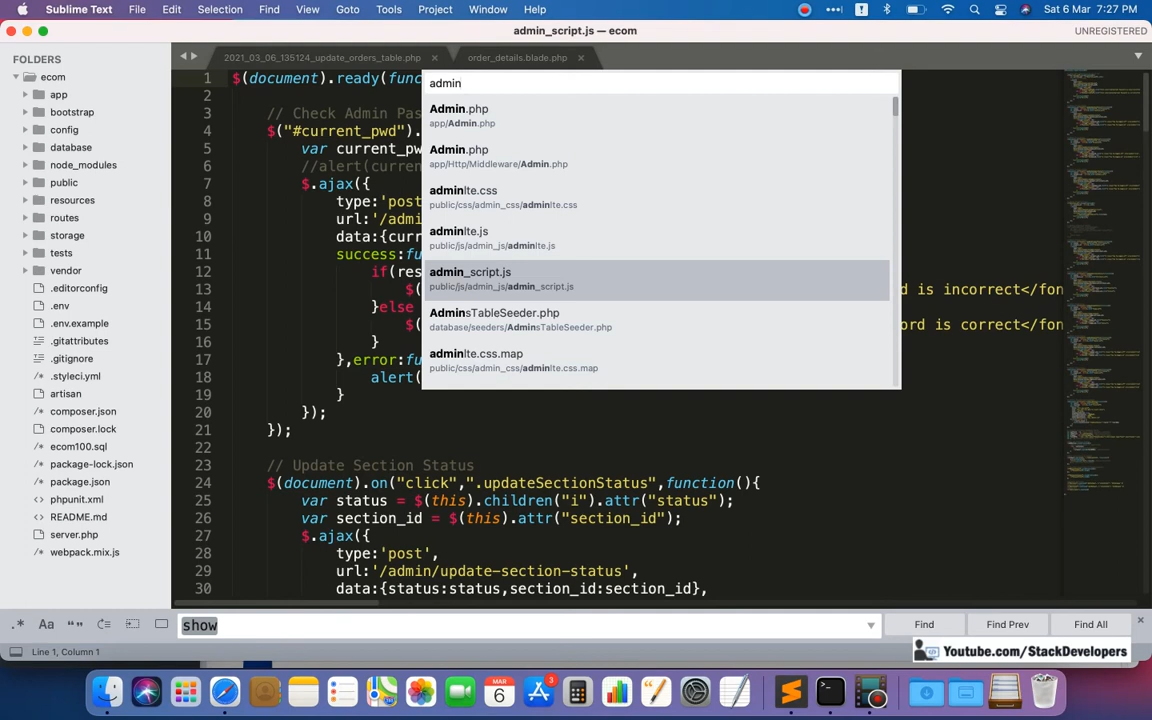 Sublime Text File Edit Selection Find View Goto Tools Project Window Help Sat 6 Mar 7:27 PM
admin_script.js — ecom UNREGISTERED
FOLDERS
ecom
app
bootstrap
config
database
node_modules
public
resources
routes
storage
tests
vendor
.editorconfig
.env
.env.example
.gitattributes
.gitignore
.styleci.yml
artisan
composer.json
composer.lock
ecom100.sql
package-lock.json
package.json
phpunit.xml
README.md
server.php
webpack.mix.js
2021_03_06_135124_update_orders_table.php order_details.blade.php
admin
Admin.php
app/Admin.php
Admin.php
app/Http/Middleware/Admin.php
adminlte.css
public/css/admin_css/adminlte.css
adminlte.js
public/js/admin_js/adminlte.js
admin_script.js
public/js/admin_js/admin_script.js
AdminsTableSeeder.php
database/seeders/AdminsTableSeeder.php
adminlte.css.map
public/css/admin_css/adminlte.css.map
1 $(document).ready(func
2
3 // Check Admin Pas
4 $("#current_pwd").
5 var current_pw
6 //alert(curren
7 $.ajax({
8 type:'pos
9 url:'/admi
10 data:{curr
11 success:fu
12 if(res
13 $( d is incorrect</fon
14 }else
15 $( ord is correct</fon
16 }
17 },error:fu
18 alert(
19 }
20 });
21 });
22
23 // Update Section Status
24 $(document).on("click",".updateSectionStatus",function(){
25 var status = $(this).children("i").attr("status");
26 var section_id = $(this).attr("section_id");
27 $.ajax({
28 type:'post',
29 url:'/admin/update-section-status',
30 data:{status:status,section_id:section_id},
.* Aa show Find Find Prev Find All
Line 1, Column 1
Youtube.com/StackDevelopers
MAR
6
3